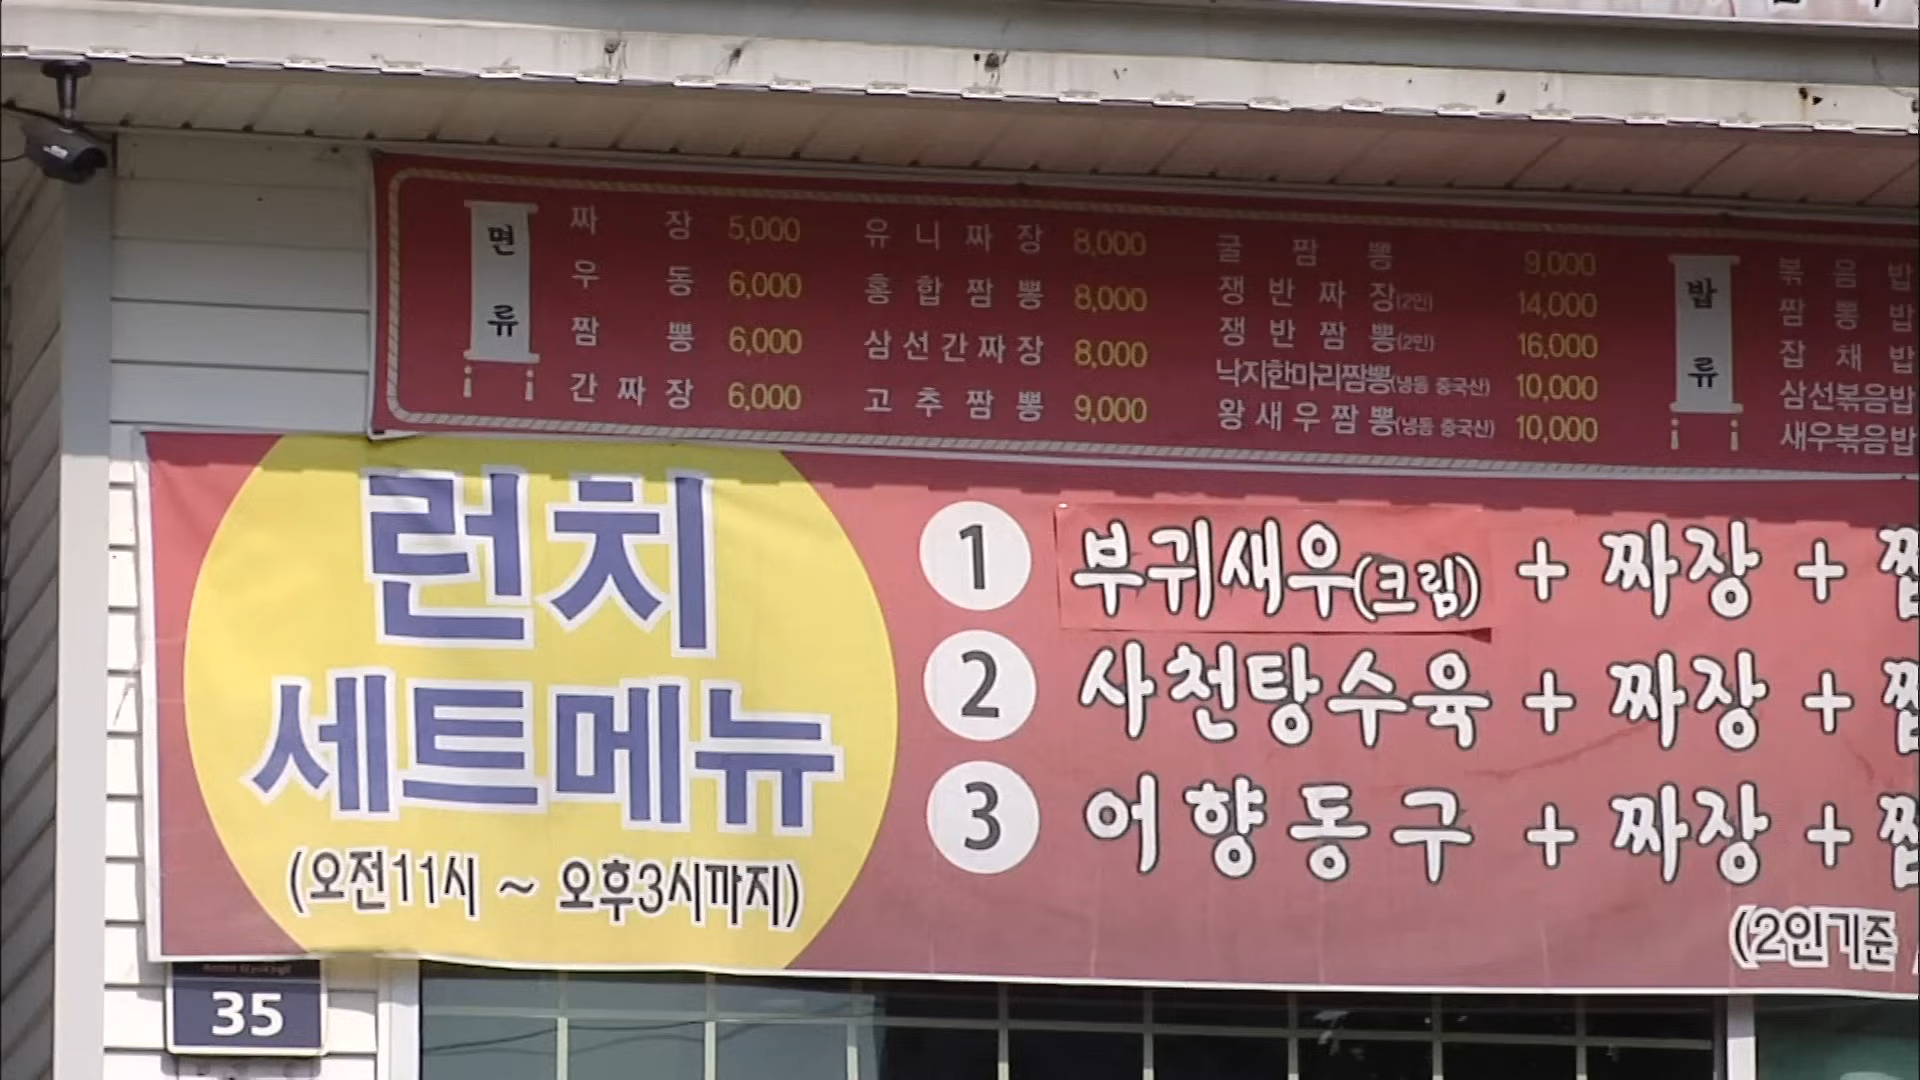 면류
짜장 5,000
우동 6,000
짬뽕 6,000
간짜장 6,000
유니짜장 8,000
홍합짬뽕 8,000
삼선간짜장 8,000
고추짬뽕 9,000
굴짬뽕 9,000
쟁반짜장(2인) 14,000
쟁반짬뽕(2인) 16,000
낙지한마리짬뽕(냉동 중국산) 10,000
왕새우짬뽕(냉동 중국산) 10,000
밥류
볶음밥
짬뽕밥
잡채밥
삼선볶음밥
새우볶음밥
런치
세트메뉴
(오전11시 ~ 오후3시까지)
1 부귀새우(크림) + 짜장 +
2 사천탕수육 + 짜장 +
3 어향동구 + 짜장 +
(2인기준
35